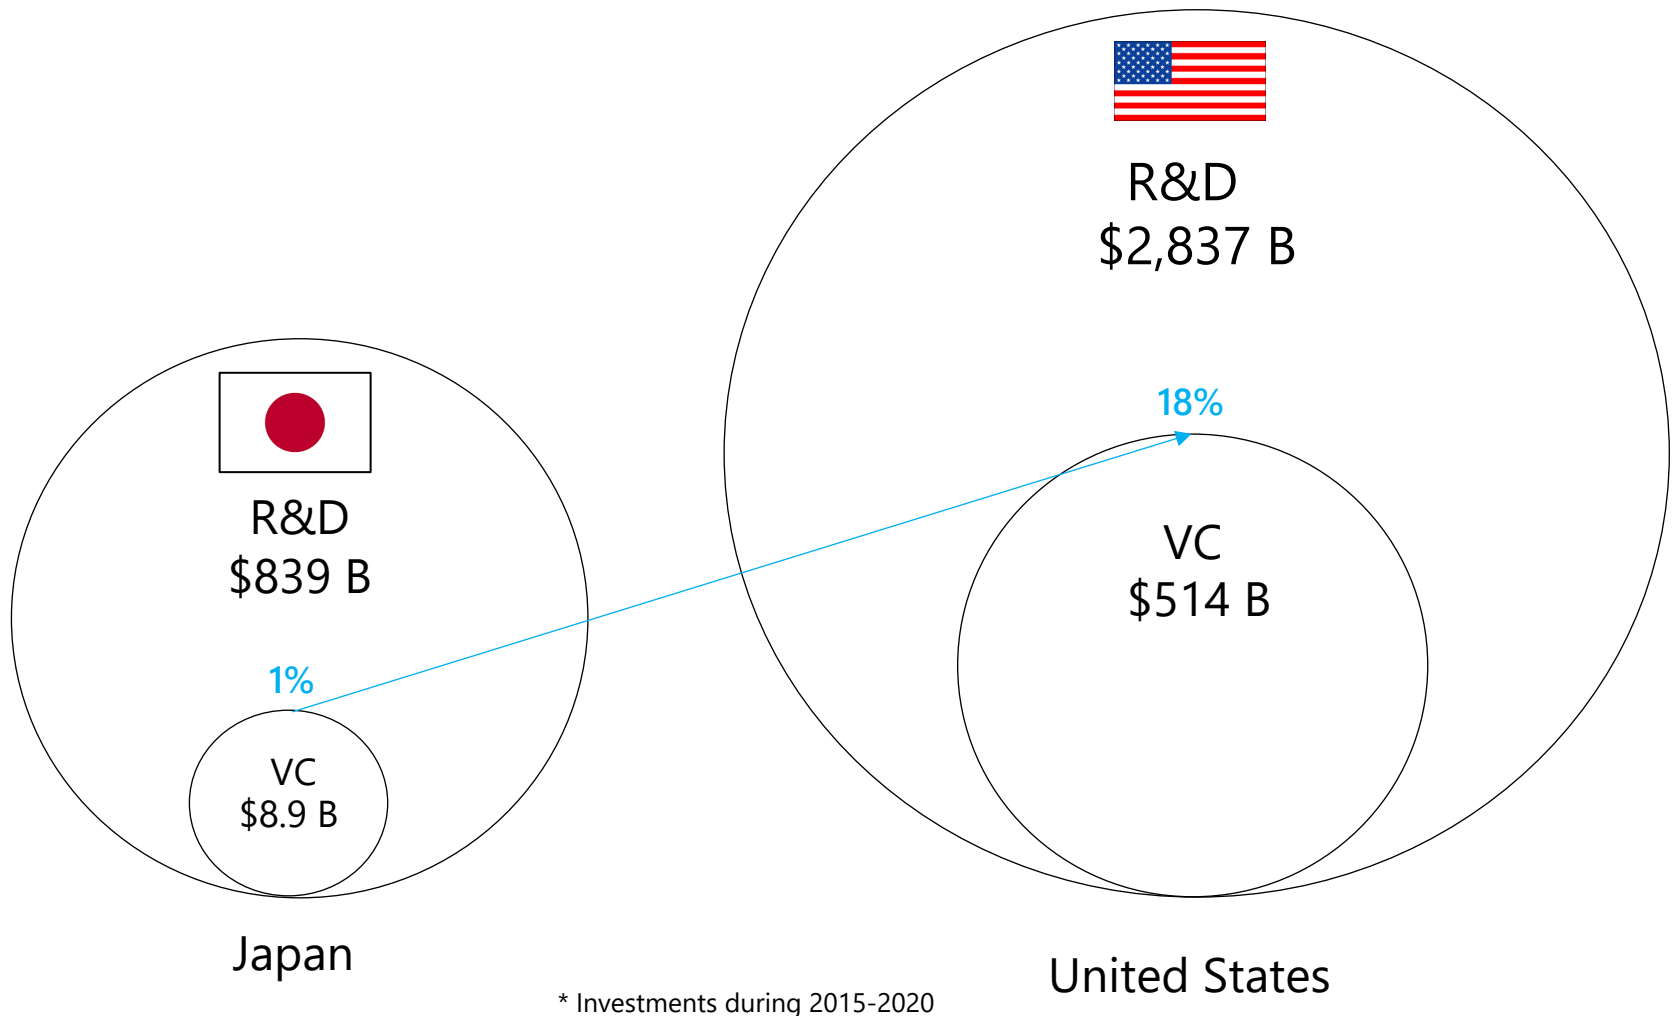 R&D
$839 B
1%
VC
$8.9 B
Japan
R&D
$2,837 B
18%
VC
$514 B
United States
* Investments during 2015-2020